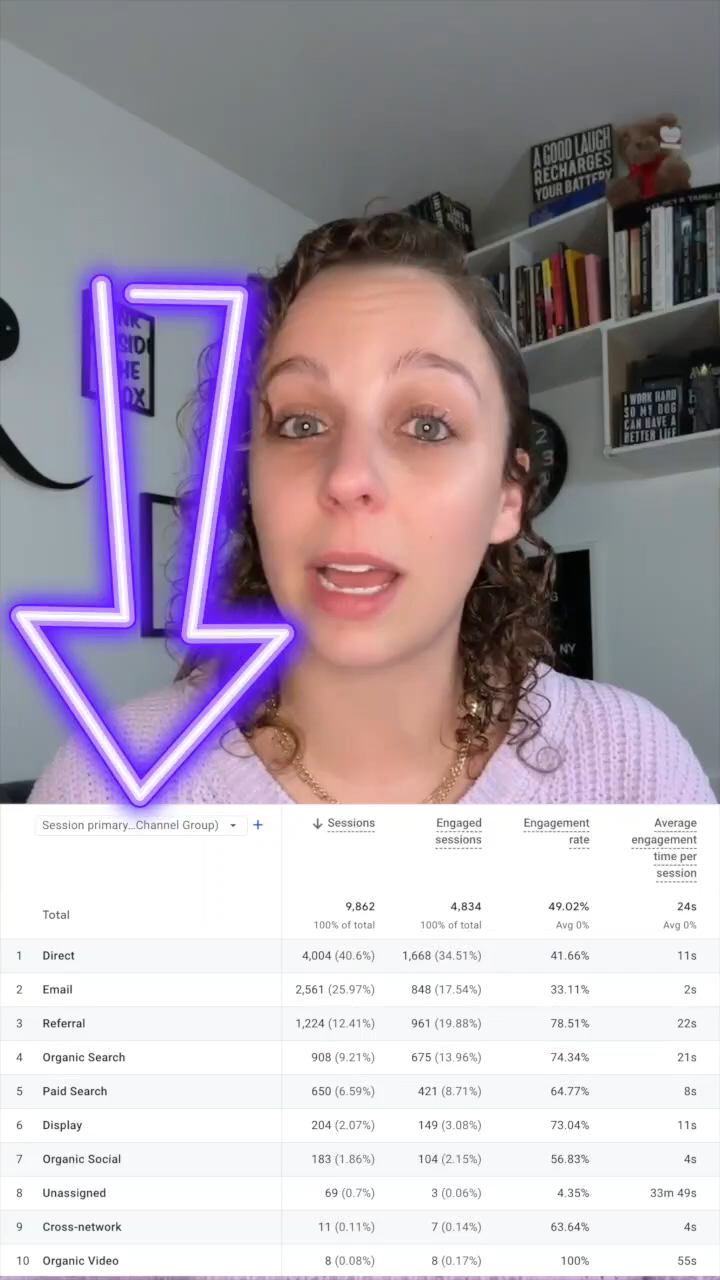 A GOOD LAUGH
RECHARGES
YOUR BATTERY
THE
I WORK HARD
SO MY DOG
CAN HAVE A
BETTER LIFE
2
3
NY
Session primary...Channel Group)
+
↓ Sessions
Engaged sessions
Engagement rate
Average engagement time per session
Total
9,862
4,834
49.02%
24s
100% of total
100% of total
Avg 0%
Avg 0%
1 Direct 4,004 (40.6%) 1,668 (34.51%) 41.66% 11s
2 Email 2,561 (25.97%) 848 (17.54%) 33.11% 2s
3 Referral 1,224 (12.41%) 961 (19.88%) 78.51% 22s
4 Organic Search 908 (9.21%) 675 (13.96%) 74.34% 21s
5 Paid Search 650 (6.59%) 421 (8.71%) 64.77% 8s
6 Display 204 (2.07%) 149 (3.08%) 73.04% 11s
7 Organic Social 183 (1.86%) 104 (2.15%) 56.83% 4s
8 Unassigned 69 (0.7%) 3 (0.06%) 4.35% 33m 49s
9 Cross-network 11 (0.11%) 7 (0.14%) 63.64% 4s
10 Organic Video 8 (0.08%) 8 (0.17%) 100% 55s